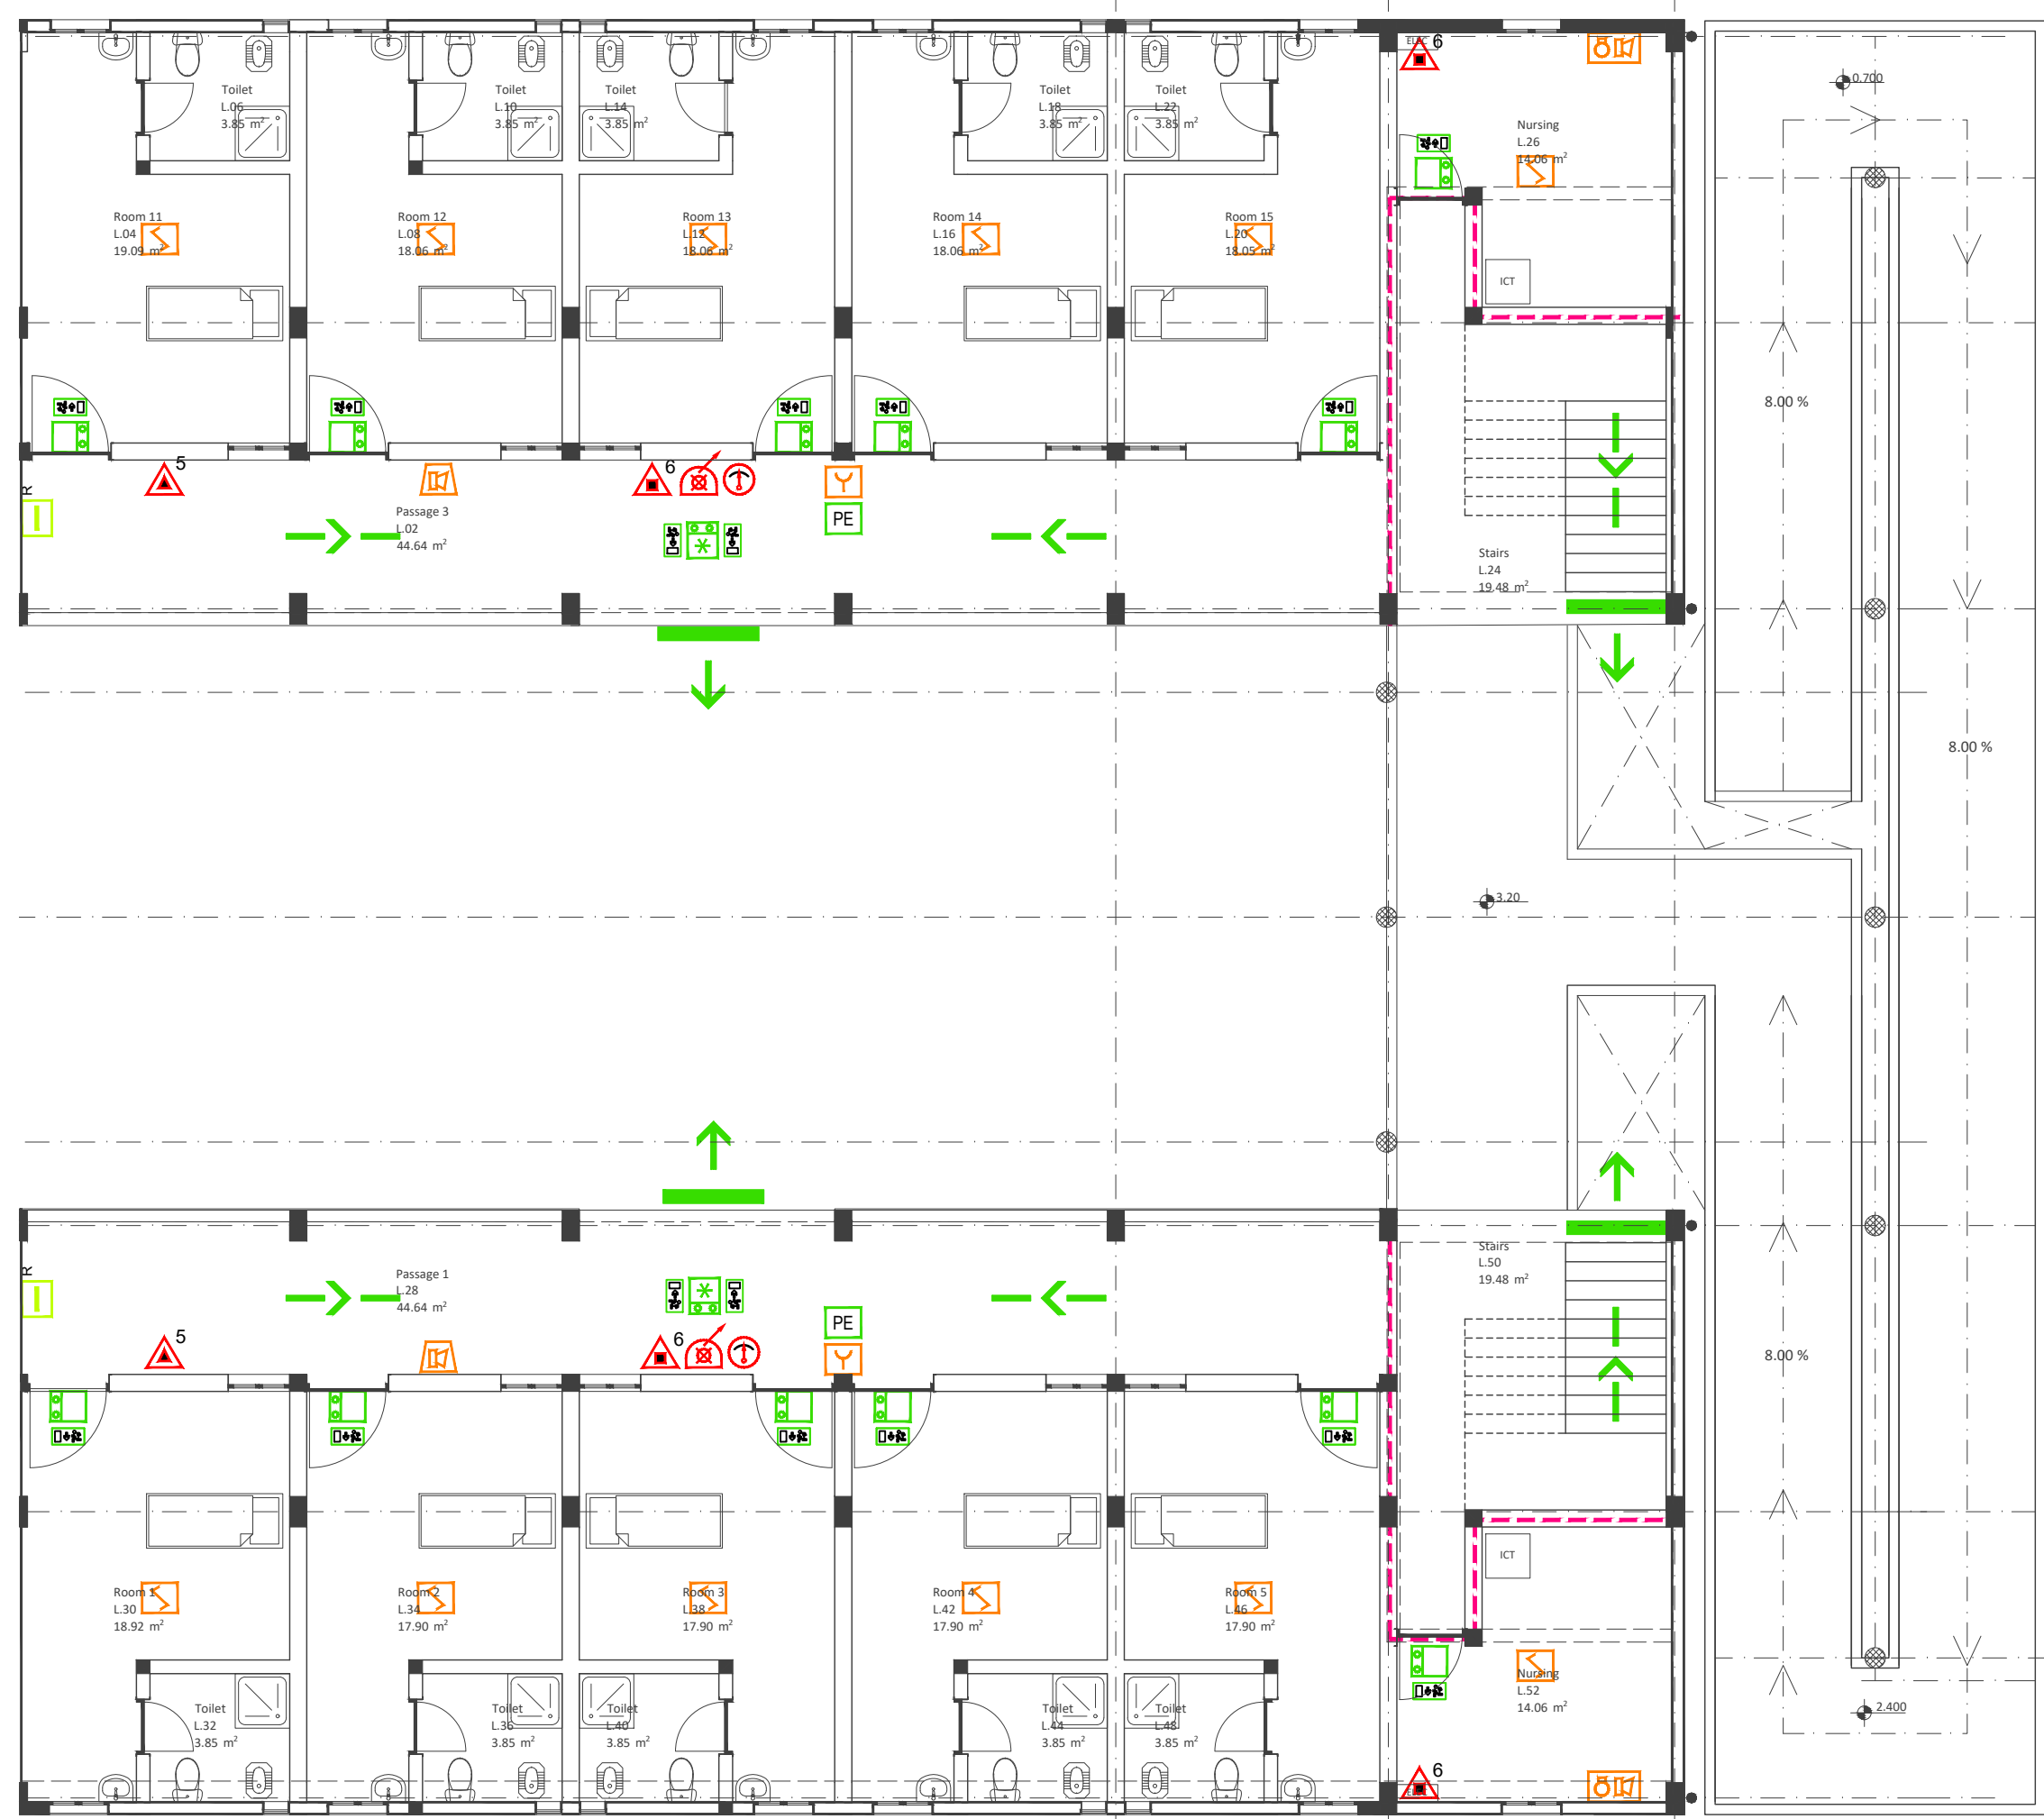 Toilet
L.06
3.85 m²
Toilet
L.10
3.85 m²
Toilet
L.14
3.85 m²
Toilet
L.18
3.85 m²
Toilet
L.22
3.85 m²
6
Nursing
L.26
14.06 m²
0.700
Room 11
L.04
19.09 m²
Room 12
L.08
18.06 m²
Room 13
L.12
18.06 m²
Room 14
L.16
18.06 m²
Room 15
L.20
18.05 m²
ICT
8.00 %
R
5
6
Passage 3
L.02
44.64 m²
PE
Stairs
L.24
19.48 m²
8.00 %
3.20
R
Passage 1
L.28
44.64 m²
5
6
PE
Stairs
L.50
19.48 m²
8.00 %
ICT
Room 1
L.30
18.92 m²
Room 2
L.34
17.90 m²
Room 3
L.38
17.90 m²
Room 4
L.42
17.90 m²
Room 5
L.46
17.90 m²
Nursing
L.52
14.06 m²
Toilet
L.32
3.85 m²
Toilet
L.36
3.85 m²
Toilet
L.40
3.85 m²
Toilet
L.44
3.85 m²
Toilet
L.48
3.85 m²
2.400
6